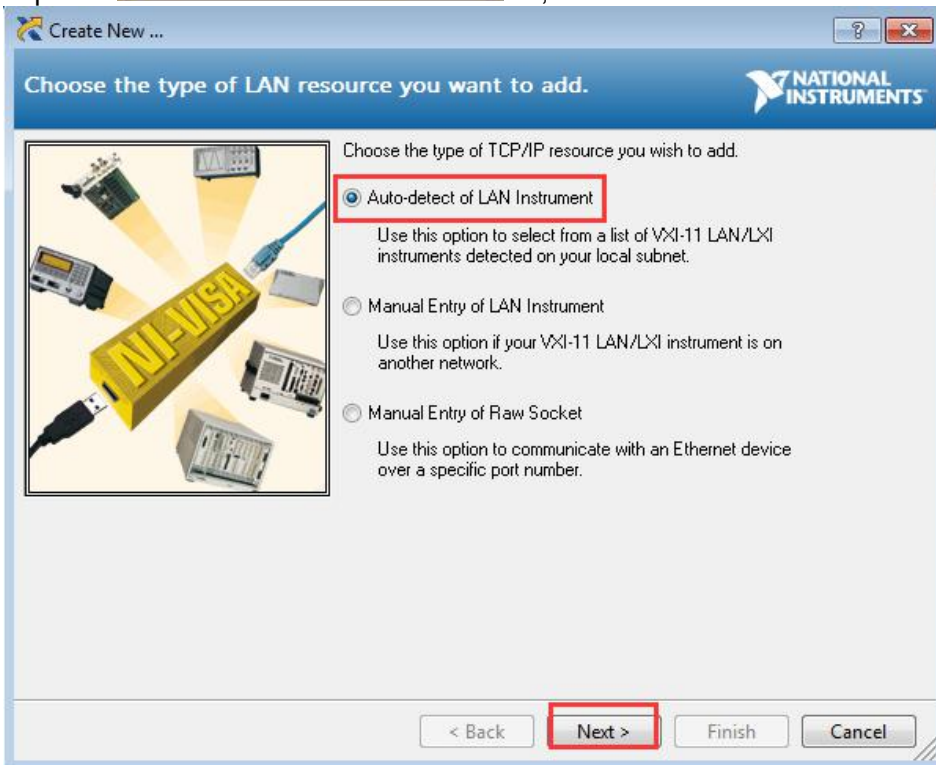 Create New ...
Choose the type of LAN resource you want to add.
NATIONAL
INSTRUMENTS
Choose the type of TCP/IP resource you wish to add.
Auto-detect of LAN Instrument
Use this option to select from a list of VXI-11 LAN/LXI
instruments detected on your local subnet.
NI-VISA
Manual Entry of LAN Instrument
Use this option if your VXI-11 LAN/LXI instrument is on
another network.
Manual Entry of Raw Socket
Use this option to communicate with an Ethernet device
over a specific port number.
< Back
Next >
Finish
Cancel